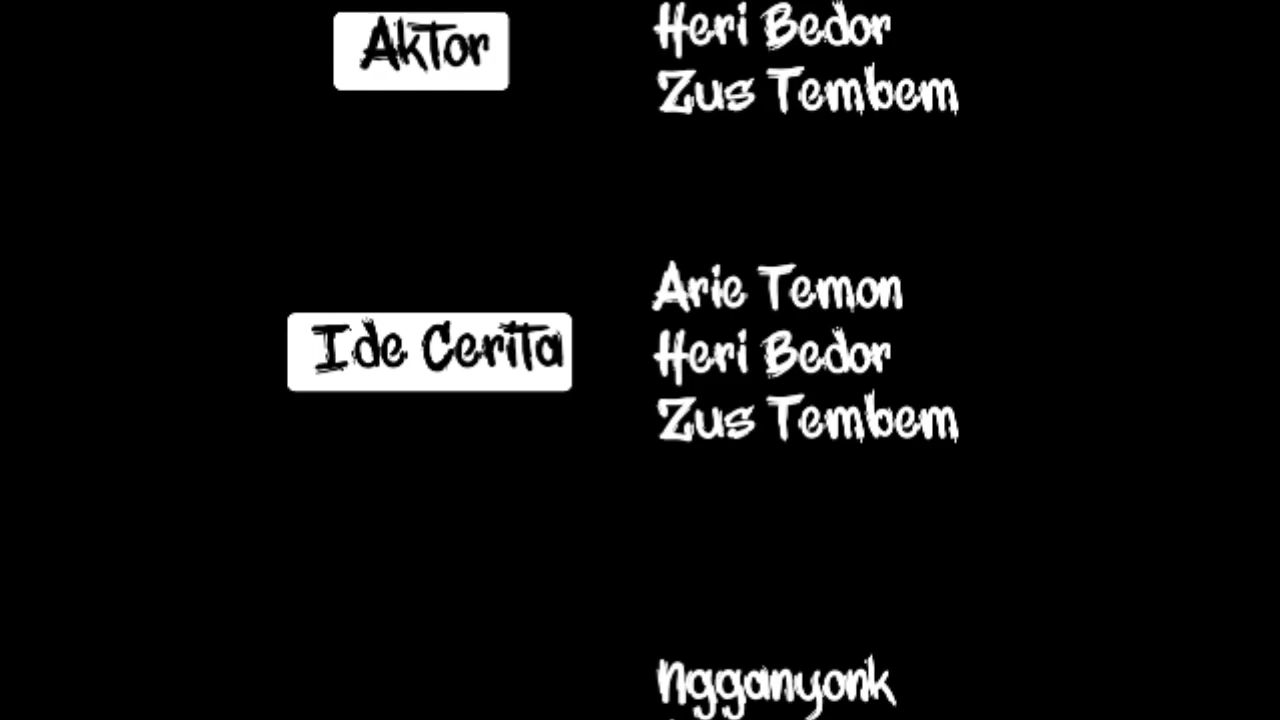 Aktor
Heri Bedor
Zus Tembem
Ide Cerita
Arie Temon
Heri Bedor
Zus Tembem
Ngganyonk